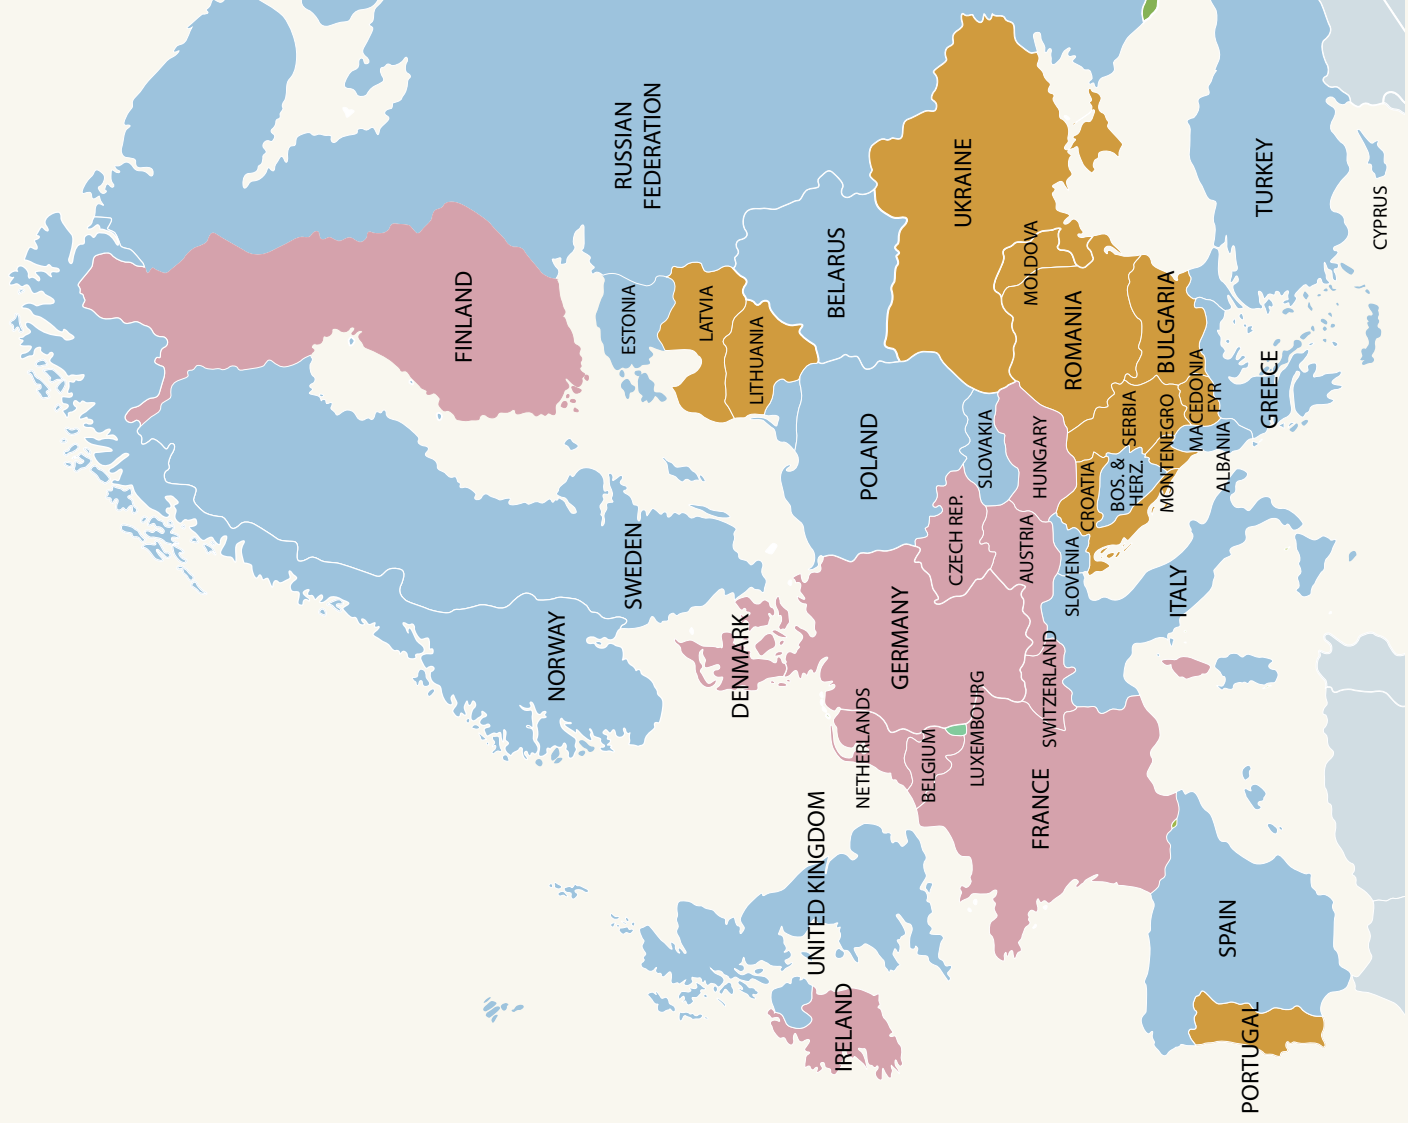 FINLAND
RUSSIAN
FEDERATION
NORWAY
SWEDEN
ESTONIA
LATVIA
LITHUANIA
DENMARK
BELARUS
UNITED KINGDOM
IRELAND
NETHERLANDS
POLAND
GERMANY
BELGIUM
LUXEMBOURG
CZECH REP.
UKRAINE
SLOVAKIA
FRANCE
SWITZERLAND
AUSTRIA
HUNGARY
MOLDOVA
SLOVENIA
ROMANIA
CROATIA
BOS. &
HERZ.
SERBIA
MONTENEGRO
BULGARIA
MACEDONIA
FYR
ITALY
ALBANIA
PORTUGAL
SPAIN
GREECE
TURKEY
CYPRUS